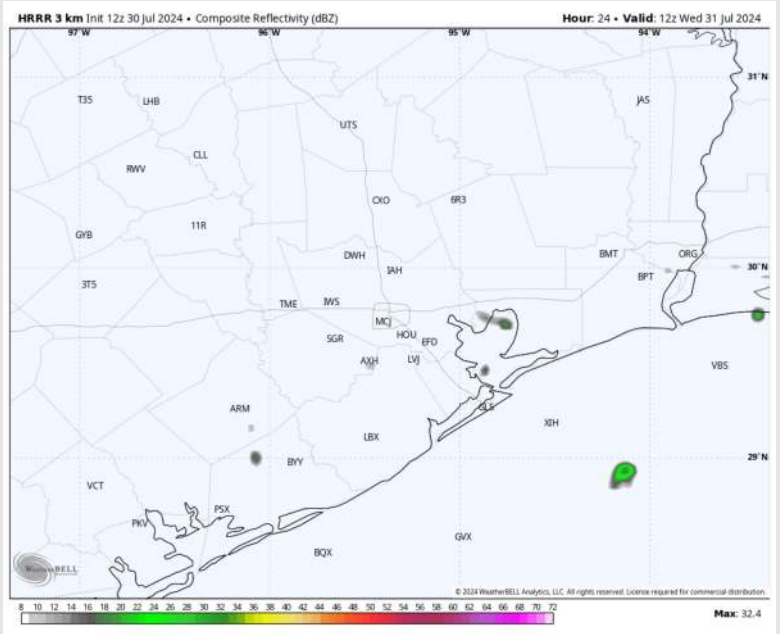 HRRR 3 km Init 12z 30 Jul 2024 • Composite Reflectivity (dBZ)
Hour: 24 • Valid: 12z Wed 31 Jul 2024
97°W 96°W 95°W 94°W
31°N
T35 LHB JAS
UTS
CLL
RWV
CXO 6R3
11R
GYB
DWH BMT ORG
IAH 30°N
BPT
3T5
TME IWS
MCJ
SGR HOU EFD
AXH LVJ VBS
ARM GLS
XIH
LBX
BYY 29°N
VCT
PSX
PKV
GVX
BQX
WeatherBELL
© 2024 WeatherBELL Analytics, LLC. All rights reserved. License required for commercial distribution.
8 10 12 14 16 18 20 22 24 26 28 30 32 34 36 38 40 42 44 46 48 50 52 54 56 58 60 62 64 66 68 70 72
Max: 32.4